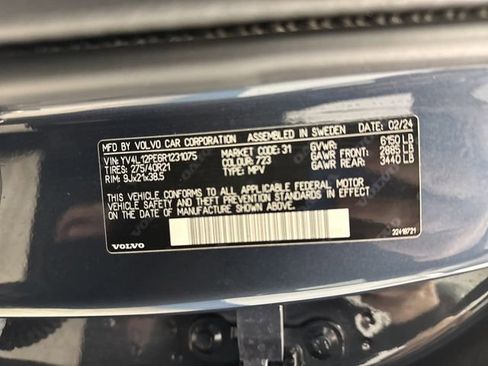 MFD BY VOLVO CAR CORPORATION ASSEMBLED IN SWEDEN DATE 02/24
VIN: YV4L12PE6R1231075 MARKET CODE: 31 GVWR: 6150 LB
TIRES: 275/40R21 COLOUR: 723 GAWR FRONT: 2885 LB
RIM: 9Jx21x38.5 TYPE: MPV GAWR REAR: 3440 LB
THIS VEHICLE CONFORMS TO ALL APPLICABLE FEDERAL MOTOR
VEHICLE SAFETY AND THEFT PREVENTION STANDARDS IN EFFECT ON THE
DATE OF MANUFACTURE SHOWN ABOVE.
VOLVO 32419721